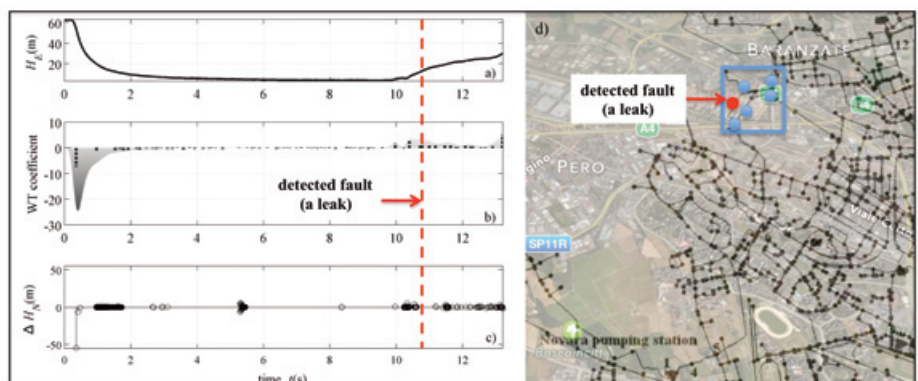 60
40
20
H_E(m)
a)
0 2 4 6 8 10 12
10
0
-10
-20
-30
WT coefficient
detected fault
(a leak)
b)
0 2 4 6 8 10 12
50
0
-50
Δ H_N(m)
c)
0 2 4 6 8 10 12
time, t(s)
d)
BARANZATE
12
detected fault
(a leak)
A4
PERO
SP11R
Novara pumping station